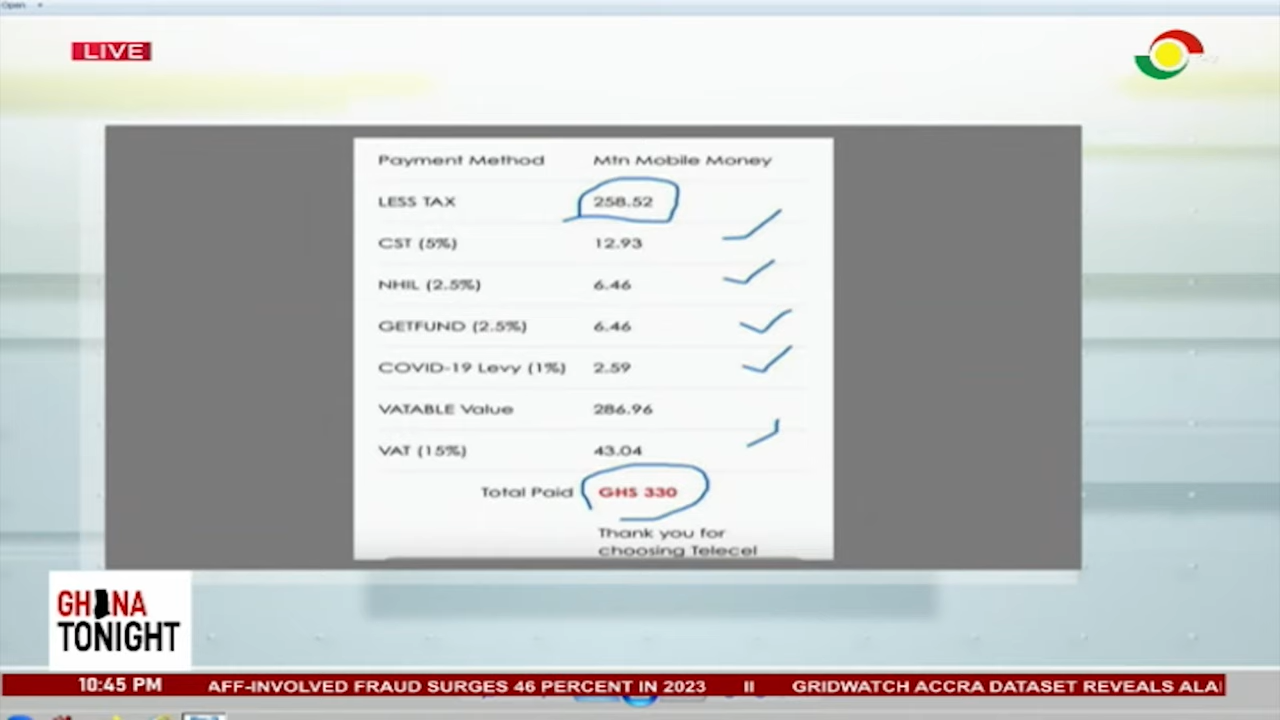 Open
LIVE
Payment Method Mtn Mobile Money
LESS TAX 258.52
CST (5%) 12.93
NHIL (2.5%) 6.46
GETFUND (2.5%) 6.46
COVID-19 Levy (1%) 2.59
VATABLE Value 286.96
VAT (15%) 43.04
Total Paid GHS 330
Thank you for
choosing Telecel
GHANA
TONIGHT
10:45 PM AFF-INVOLVED FRAUD SURGES 46 PERCENT IN 2023 II GRIDWATCH ACCRA DATASET REVEALS ALA